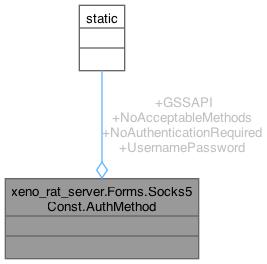 static
+GSSAPI
+NoAcceptableMethods
+NoAuthenticationRequired
+UsernamePassword
xeno_rat_server.Forms.Socks5
Const.AuthMethod